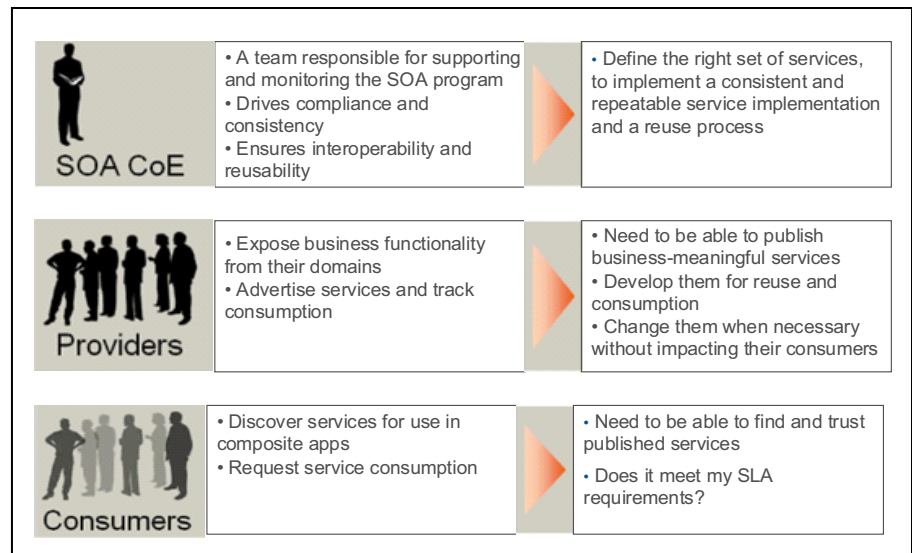 SOA CoE
• A team responsible for supporting
and monitoring the SOA program
• Drives compliance and
consistency
• Ensures interoperability and
reusability
• Define the right set of services,
to implement a consistent and
repeatable service implementation
and a reuse process
Providers
• Expose business functionality
from their domains
• Advertise services and track
consumption
• Need to be able to publish
business-meaningful services
• Develop them for reuse and
consumption
• Change them when necessary
without impacting their consumers
Consumers
• Discover services for use in
composite apps
• Request service consumption
• Need to be able to find and trust
published services
• Does it meet my SLA
requirements?